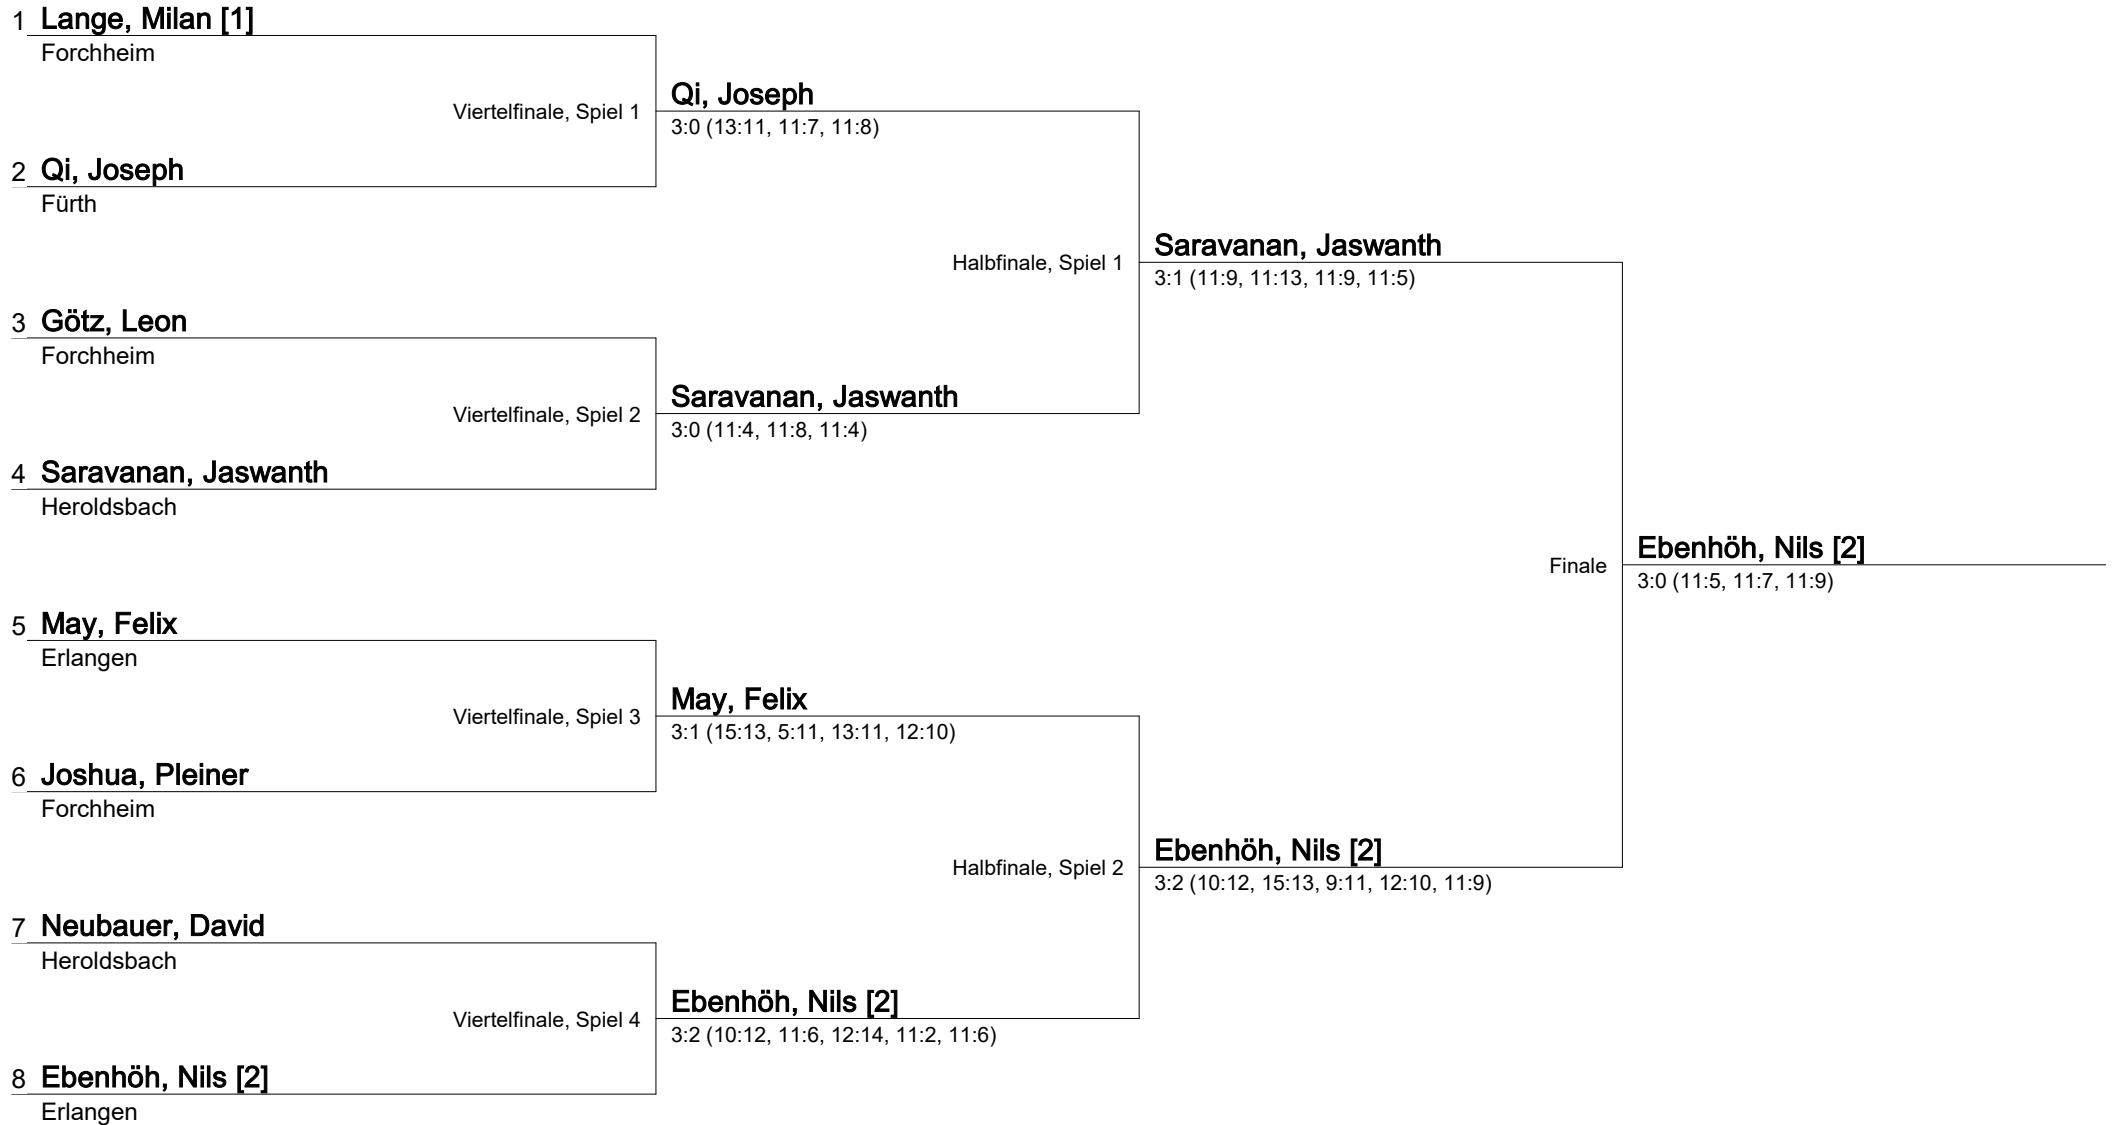 1 Lange, Milan [1]
Forchheim
Viertelfinale, Spiel 1
Qi, Joseph
3:0 (13:11, 11:7, 11:8)
2 Qi, Joseph
Fürth
Halbfinale, Spiel 1
Saravanan, Jaswanth
3:1 (11:9, 11:13, 11:9, 11:5)
3 Götz, Leon
Forchheim
Viertelfinale, Spiel 2
Saravanan, Jaswanth
3:0 (11:4, 11:8, 11:4)
4 Saravanan, Jaswanth
Heroldsbach
Finale
Ebenhöh, Nils [2]
3:0 (11:5, 11:7, 11:9)
5 May, Felix
Erlangen
Viertelfinale, Spiel 3
May, Felix
3:1 (15:13, 5:11, 13:11, 12:10)
6 Joshua, Pleiner
Forchheim
Halbfinale, Spiel 2
Ebenhöh, Nils [2]
3:2 (10:12, 15:13, 9:11, 12:10, 11:9)
7 Neubauer, David
Heroldsbach
Viertelfinale, Spiel 4
Ebenhöh, Nils [2]
3:2 (10:12, 11:6, 12:14, 11:2, 11:6)
8 Ebenhöh, Nils [2]
Erlangen